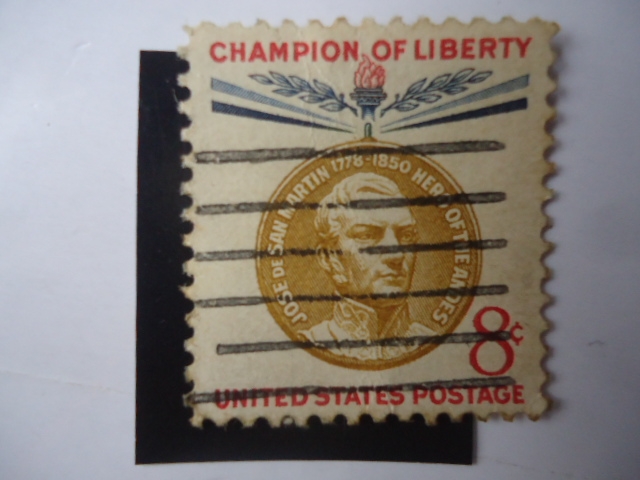 CHAMPION OF LIBERTY
JOSE DE SAN MARTIN 1778-1850 HERO OF THE ANDES
8¢
UNITED STATES POSTAGE